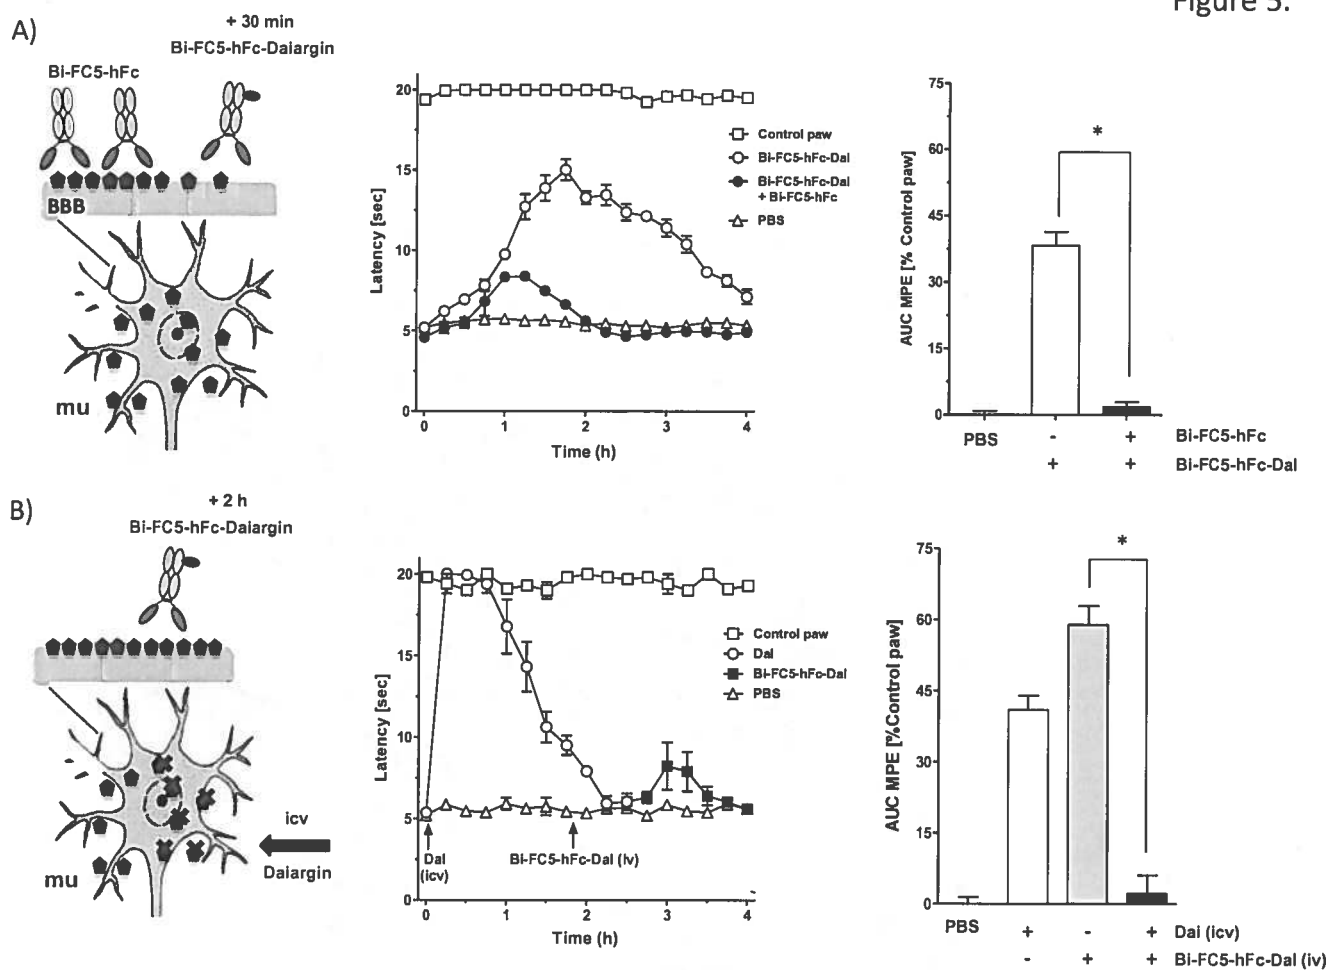 Figure 5.
A)
+ 30 min
Bi-FC5-hFc-Dalargin
Bi-FC5-hFc
BBB
mu
Latency [sec]
20
15
10
5
0
0 1 2 3 4
Time (h)
Control paw
Bi-FC5-hFc-Dal
Bi-FC5-hFc-Dal
+ Bi-FC5-hFc
PBS
AUC MPE [% Control paw]
75
60
45
30
15
0
*
PBS - + Bi-FC5-hFc
+ + Bi-FC5-hFc-Dal
B)
+ 2 h
Bi-FC5-hFc-Dalargin
mu
icv
Dalargin
Latency [sec]
20
15
10
5
0
0 1 2 3 4
Time (h)
Control paw
Dal
Bi-FC5-hFc-Dal
PBS
Dal
(icv)
Bi-FC5-hFc-Dal (iv)
AUC MPE [%Control paw]
75
60
45
30
15
0
*
PBS + - + Dal (icv)
- + + Bi-FC5-hFc-Dal (iv)